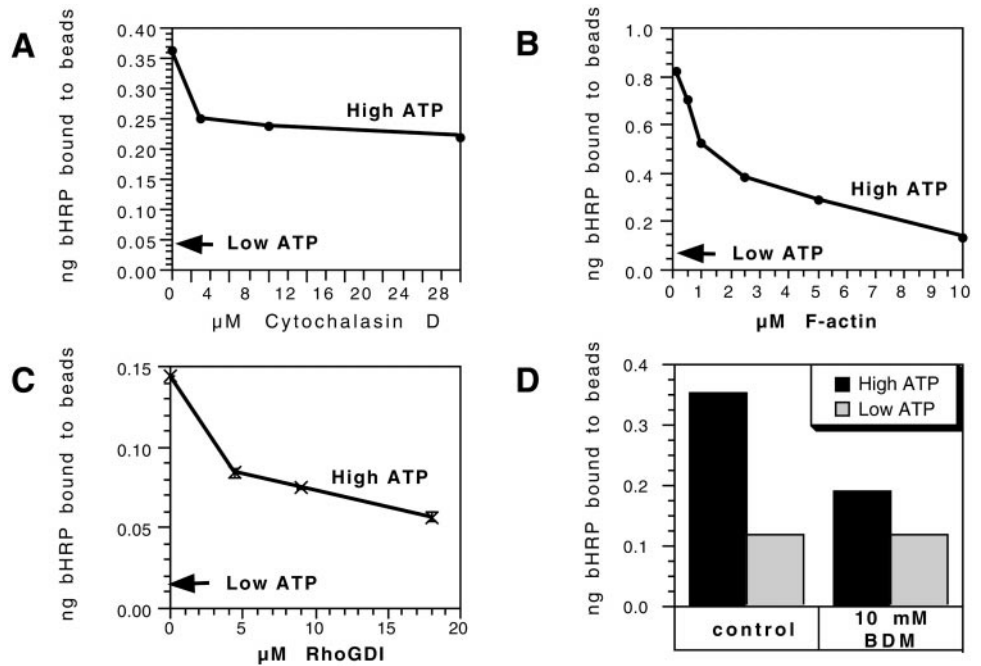 A
ng bHRP bound to beads
0.40
0.35
0.30
0.25
0.20
0.15
0.10
0.05
0.00
High ATP
Low ATP
0 4 8 12 16 20 24 28
µM Cytochalasin D
B
ng bHRP bound to beads
1.0
0.8
0.6
0.4
0.2
0.0
High ATP
Low ATP
0 1 2 3 4 5 6 7 8 9 10
µM F-actin
C
ng bHRP bound to beads
0.15
0.10
0.05
0.00
High ATP
Low ATP
0 5 10 15 20
µM RhoGDI
D
ng bHRP bound to beads
0.4
0.3
0.2
0.1
0.0
High ATP
Low ATP
control
10 mM
BDM